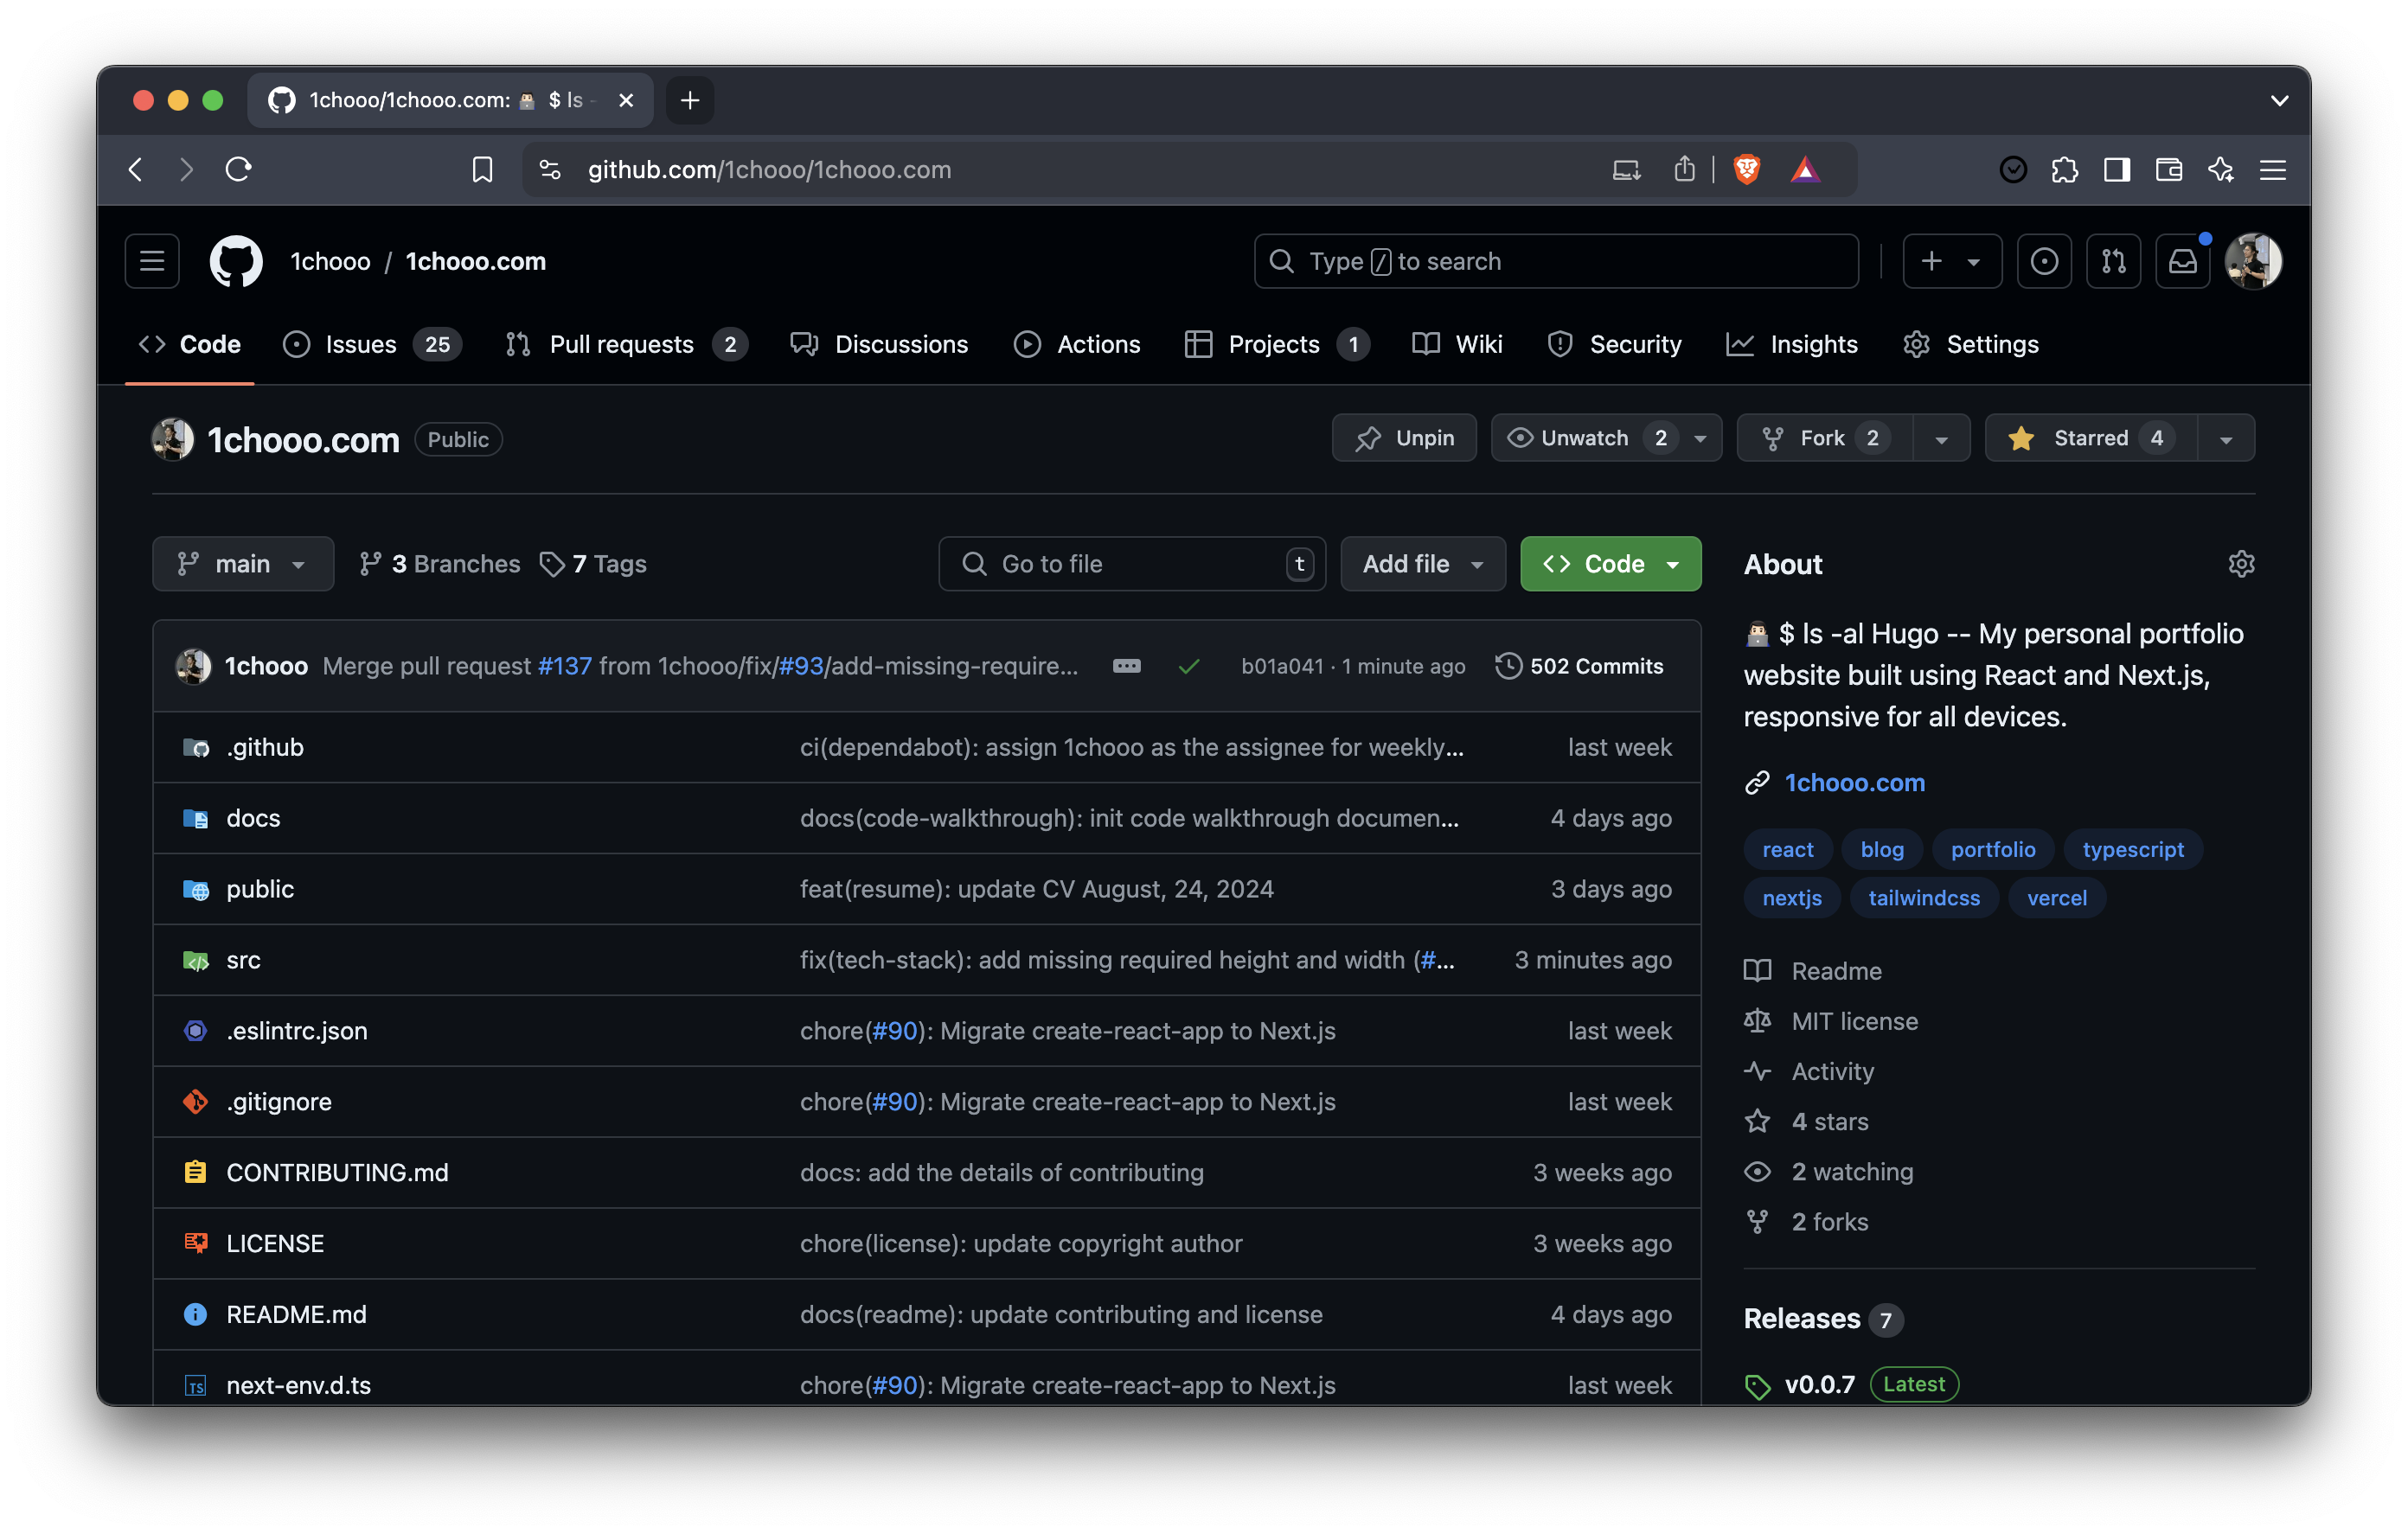 1chooo/1chooo.com: 👨🏻‍💻 $ ls -
github.com/1chooo/1chooo.com
1chooo / 1chooo.com
Type / to search
Code
Issues 25
Pull requests 2
Discussions
Actions
Projects 1
Wiki
Security
Insights
Settings
1chooo.com Public
Unpin
Unwatch 2
Fork 2
Starred 4
main
3 Branches
7 Tags
Go to file t
Add file
Code
1chooo Merge pull request #137 from 1chooo/fix/#93/add-missing-require... b01a041 · 1 minute ago 502 Commits
.github ci(dependabot): assign 1chooo as the assignee for weekly... last week
docs docs(code-walkthrough): init code walkthrough documen... 4 days ago
public feat(resume): update CV August, 24, 2024 3 days ago
src fix(tech-stack): add missing required height and width (#... 3 minutes ago
.eslintrc.json chore(#90): Migrate create-react-app to Next.js last week
.gitignore chore(#90): Migrate create-react-app to Next.js last week
CONTRIBUTING.md docs: add the details of contributing 3 weeks ago
LICENSE chore(license): update copyright author 3 weeks ago
README.md docs(readme): update contributing and license 4 days ago
TS next-env.d.ts chore(#90): Migrate create-react-app to Next.js last week
About
👨🏻‍💻 $ ls -al Hugo -- My personal portfolio
website built using React and Next.js,
responsive for all devices.
1chooo.com
react blog portfolio typescript
nextjs tailwindcss vercel
Readme
MIT license
Activity
4 stars
2 watching
2 forks
Releases 7
v0.0.7 Latest